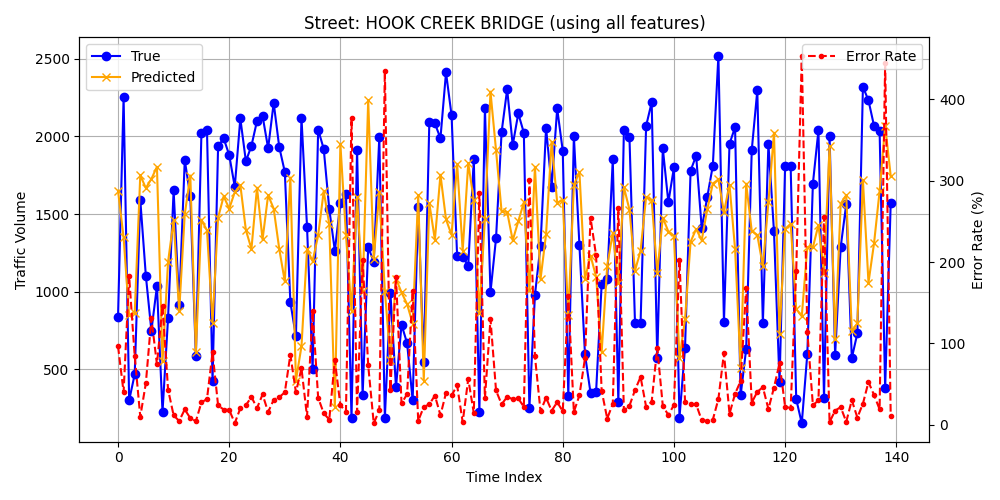 Street: HOOK CREEK BRIDGE (using all features)
True
Predicted
Error Rate
2500
2000
1500
1000
500
400
300
200
100
0
Traffic Volume
Error Rate (%)
0 20 40 60 80 100 120 140
Time Index